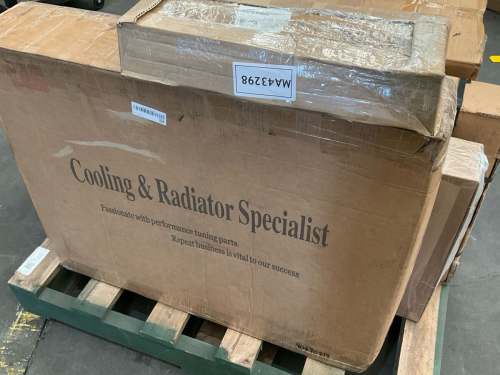 MA43298
Cooling & Radiator Specialist
Passionate with performance tuning parts.
Repeat business is vital to our success